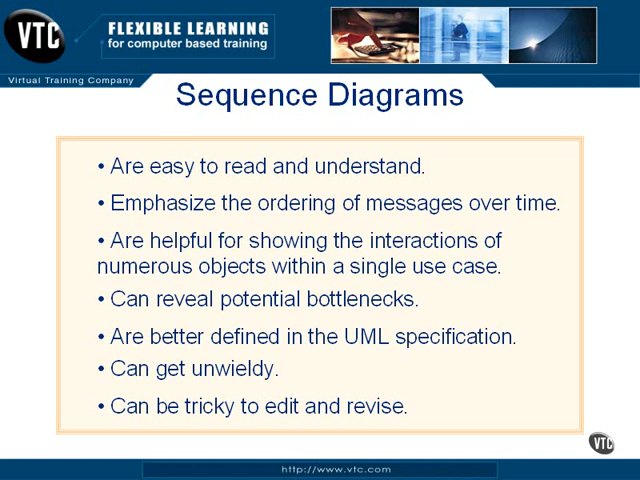 VTC
FLEXIBLE LEARNING
for computer based training
Virtual Training Company
Sequence Diagrams
• Are easy to read and understand.
• Emphasize the ordering of messages over time.
• Are helpful for showing the interactions of
numerous objects within a single use case.
• Can reveal potential bottlenecks.
• Are better defined in the UML specification.
• Can get unwieldy.
• Can be tricky to edit and revise.
VTC
http://www.vtc.com